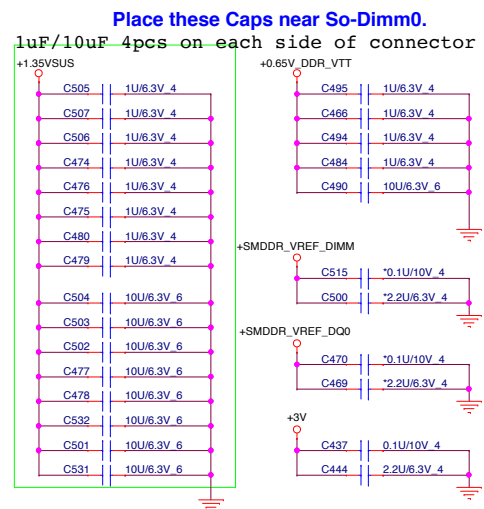 Place these Caps near So-Dimm0.
1uF/10uF 4pcs on each side of connector
+1.35VSUS
C505 1U/6.3V_4
C507 1U/6.3V_4
C506 1U/6.3V_4
C474 1U/6.3V_4
C476 1U/6.3V_4
C475 1U/6.3V_4
C480 1U/6.3V_4
C479 1U/6.3V_4
C504 10U/6.3V_6
C503 10U/6.3V_6
C502 10U/6.3V_6
C477 10U/6.3V_6
C478 10U/6.3V_6
C532 10U/6.3V_6
C501 10U/6.3V_6
C531 10U/6.3V_6
+0.65V_DDR_VTT
C495 1U/6.3V_4
C466 1U/6.3V_4
C494 1U/6.3V_4
C484 1U/6.3V_4
C490 10U/6.3V_6
+SMDDR_VREF_DIMM
C515 *0.1U/10V_4
C500 *2.2U/6.3V_4
+SMDDR_VREF_DQ0
C470 *0.1U/10V_4
C469 *2.2U/6.3V_4
+3V
C437 0.1U/10V_4
C444 2.2U/6.3V_4